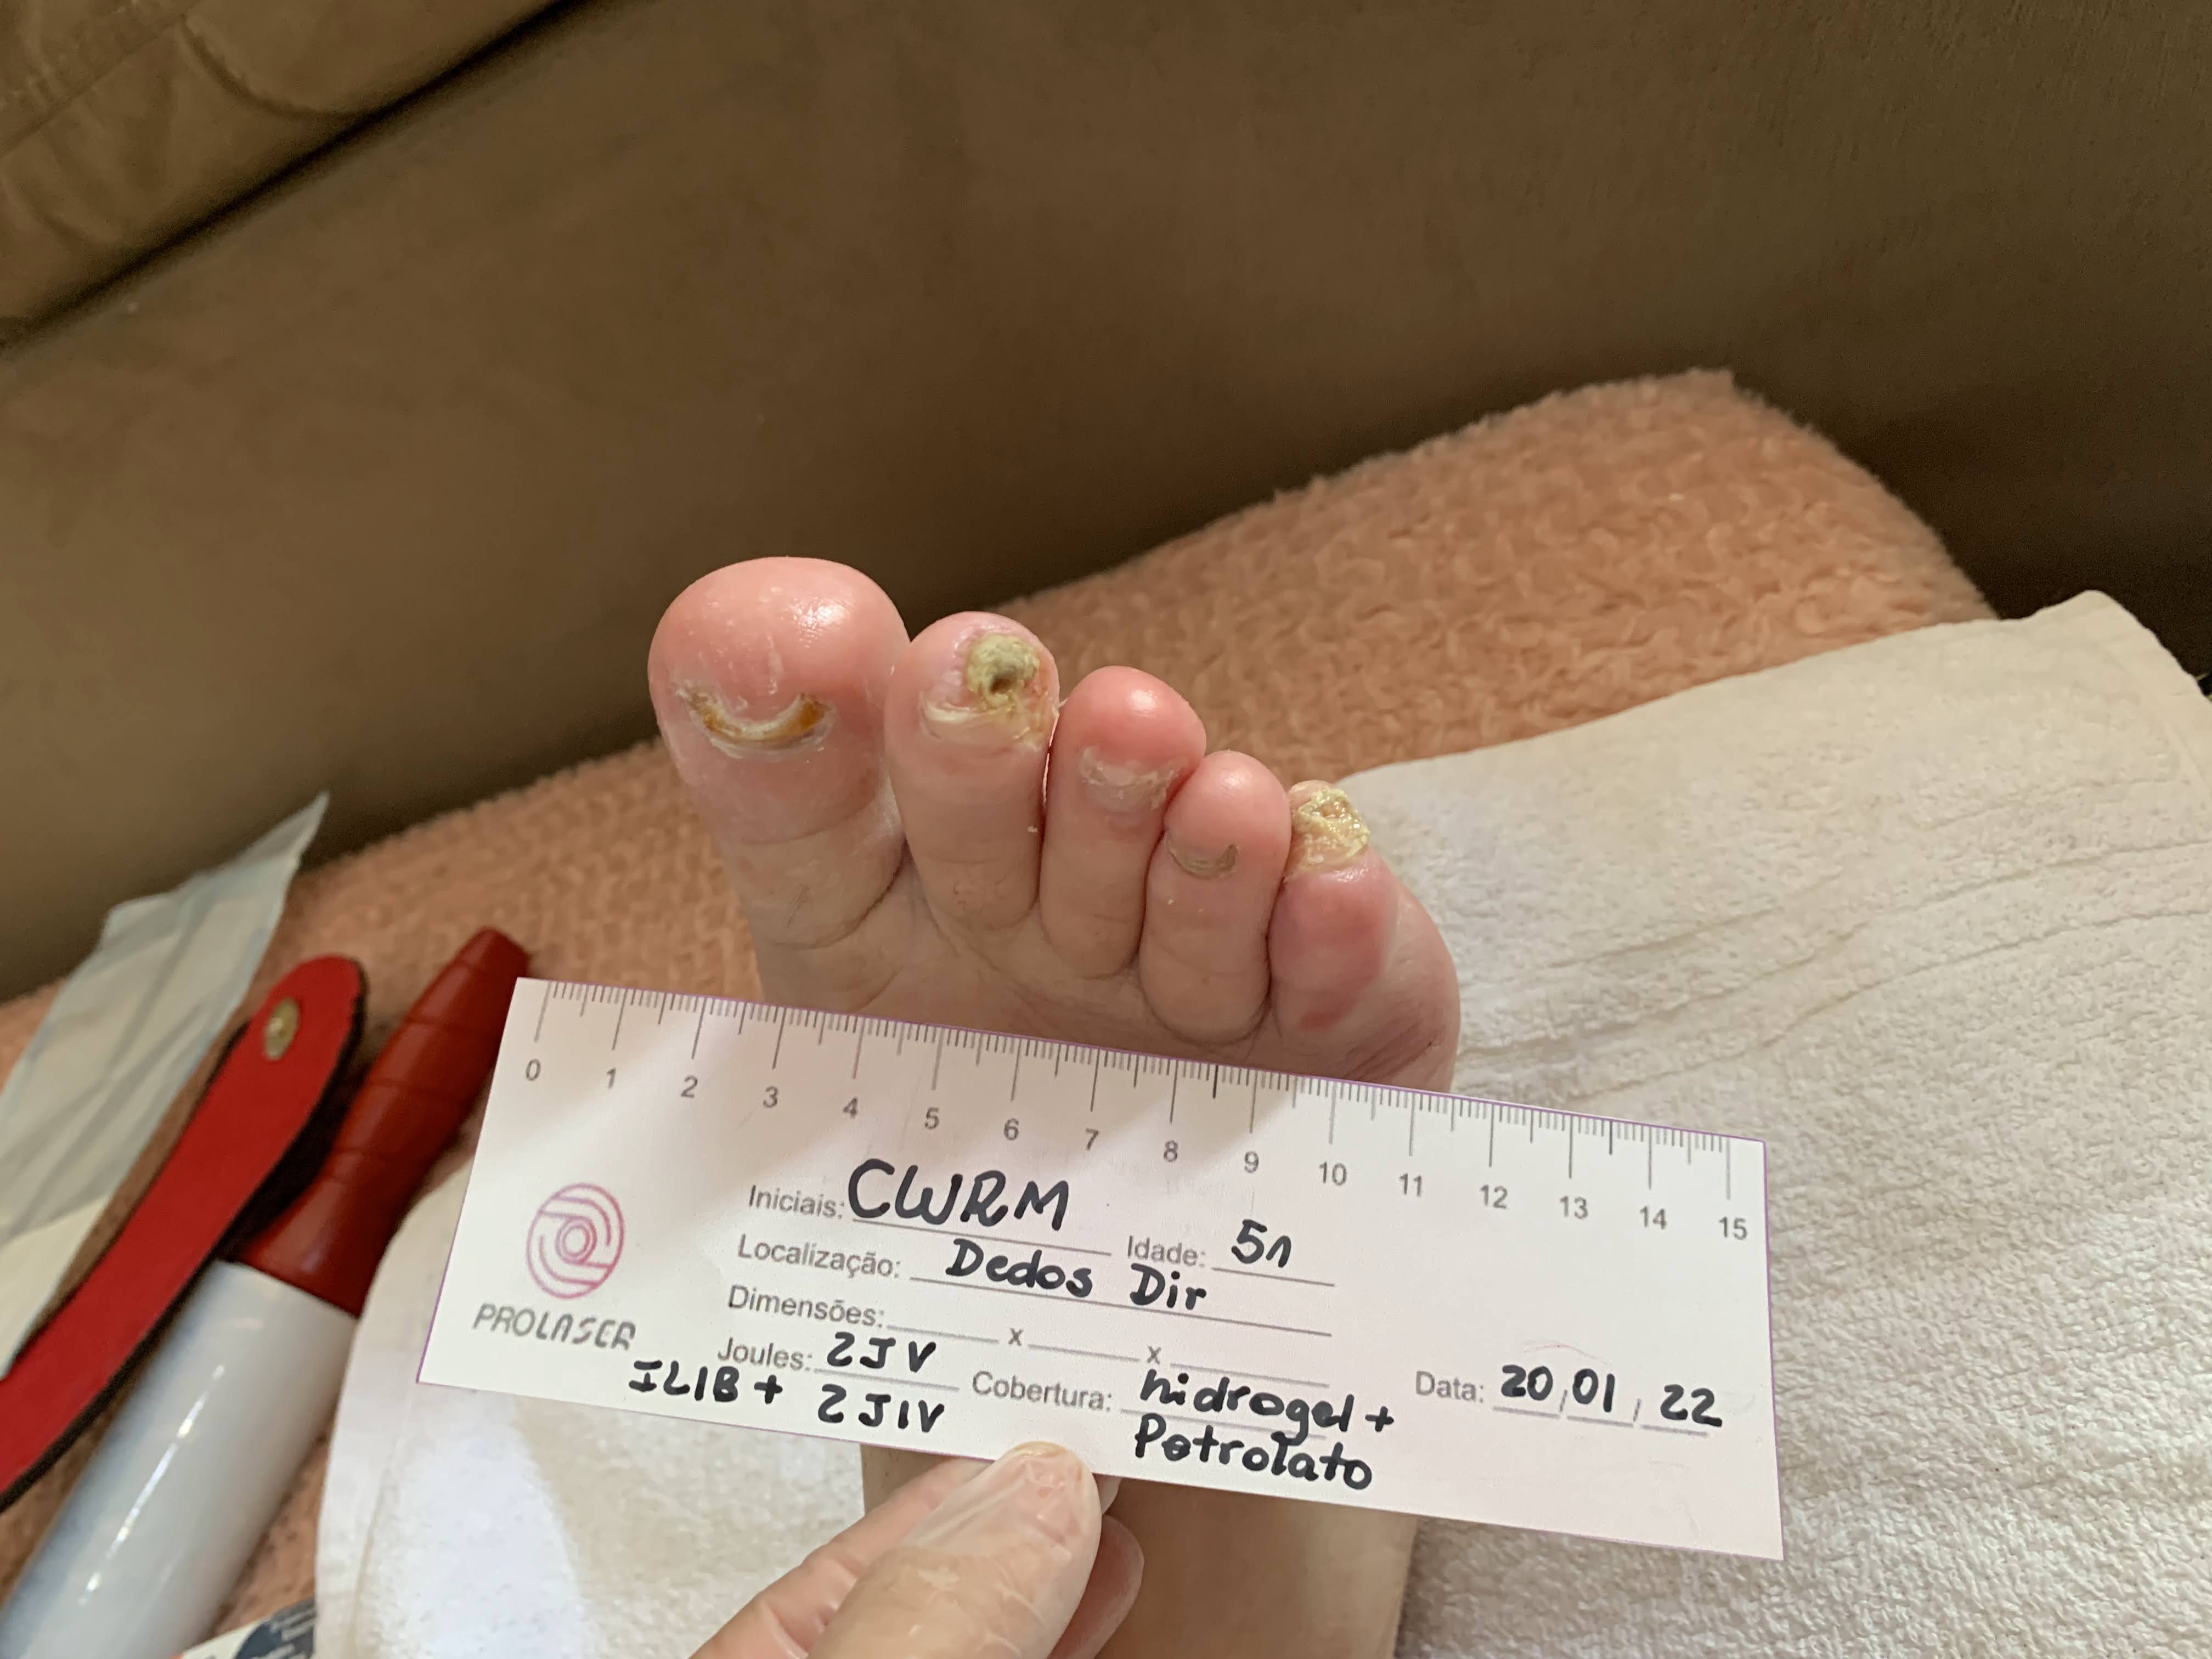 0 1 2 3 4 5 6 7 8 9 10 11 12 13 14 15
Iniciais: CWRM Idade: 51
Localização: Dedos Dir
Dimensões: x x
Joules: 2JV Cobertura: hidrogel + Data: 20/01/22
ILIB + 2JIV Petrolato
PROLASER